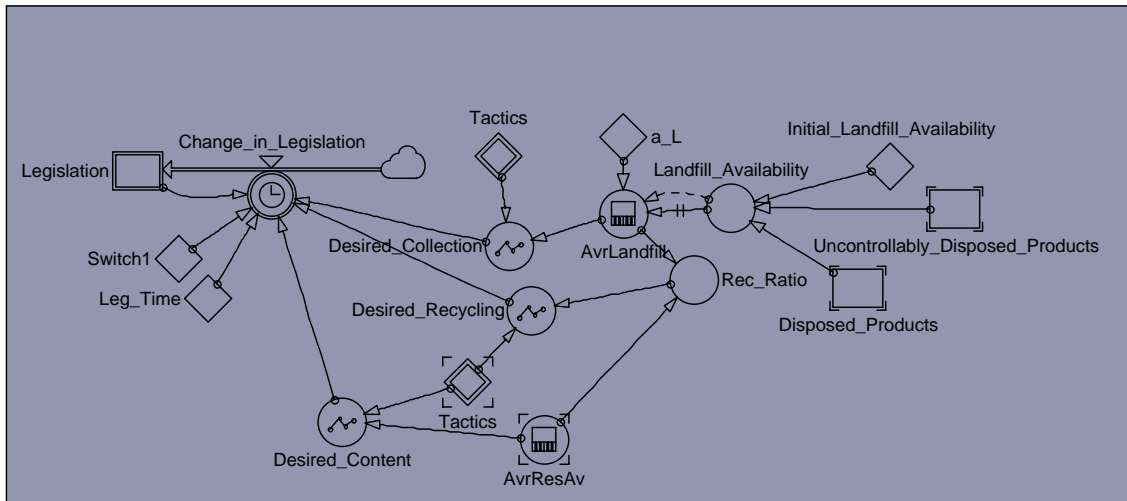 Tactics
Initial_Landfill_Availability
a_L
Change_in_Legislation
Legislation
Landfill_Availability
Desired_Collection
AvrLandfill
Uncontrollably_Disposed_Products
Switch1
Rec_Ratio
Leg_Time
Desired_Recycling
Disposed_Products
Tactics
Desired_Content
AvrResAv